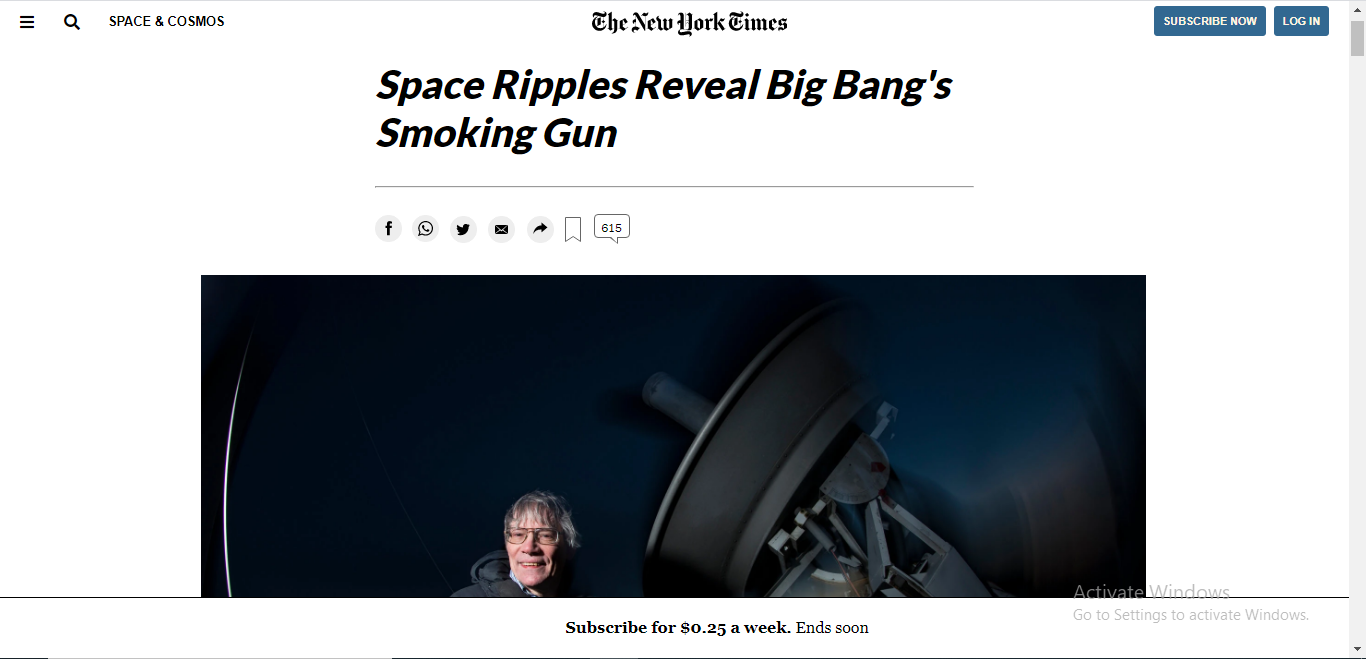 SPACE & COSMOS
The New York Times
SUBSCRIBE NOW
LOG IN
Space Ripples Reveal Big Bang's
Smoking Gun
615
Activate Windows
Go to Settings to activate Windows.
Subscribe for $0.25 a week. Ends soon